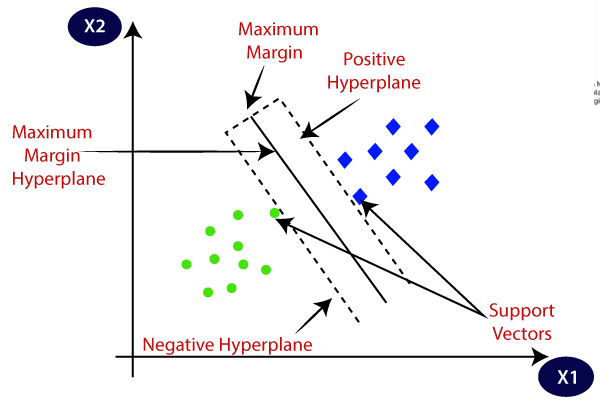 X2
Maximum
Margin
Positive
Hyperplane
Maximum
Margin
Hyperplane
Support
Vectors
Negative Hyperplane
X1